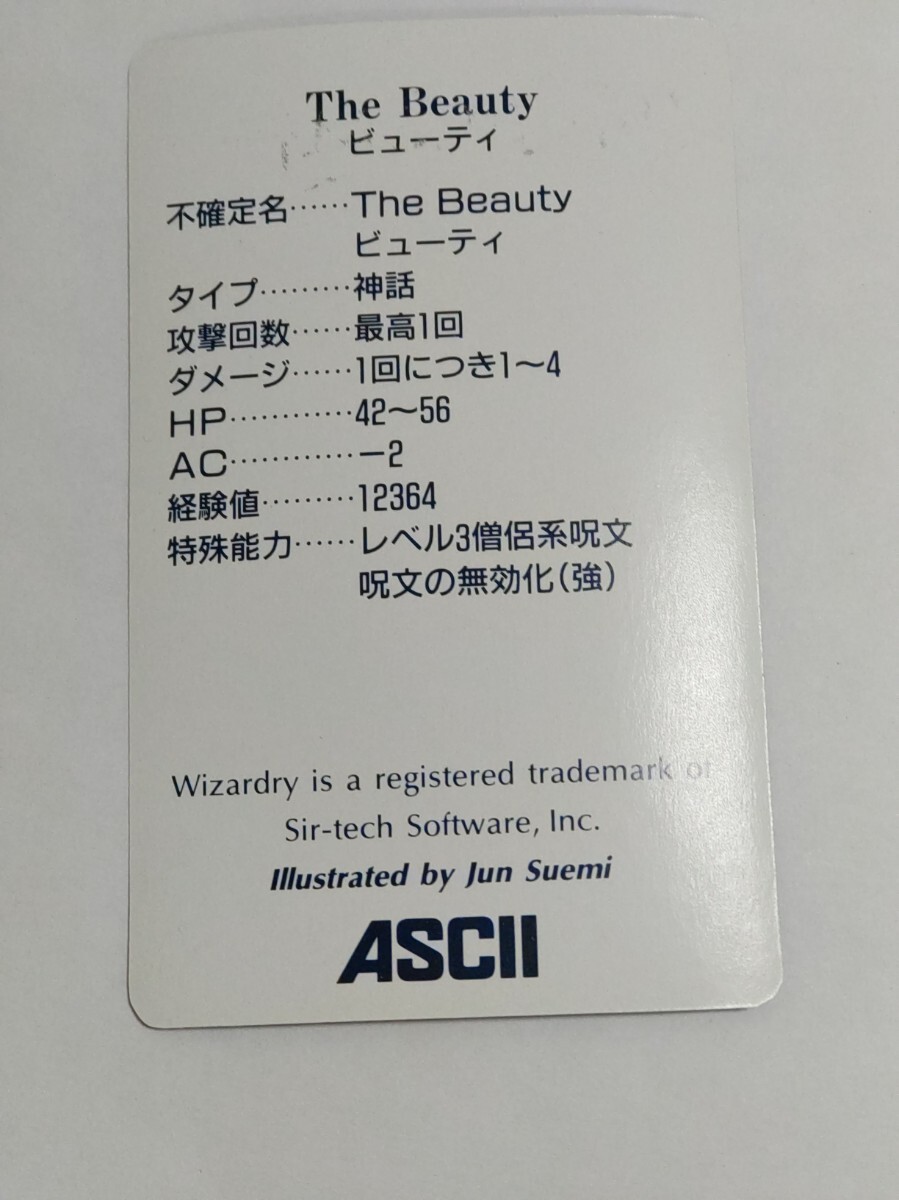 The Beauty
ビューティ
不確定名……The Beauty
ビューティ
タイプ………神話
攻撃回数……最高1回
ダメージ……1回につき1〜4
HP…………42〜56
AC…………−2
経験値………12364
特殊能力……レベル3僧侶系呪文
呪文の無効化(強)
Wizardry is a registered trademark of
Sir-tech Software, Inc.
Illustrated by Jun Suemi
ASCII